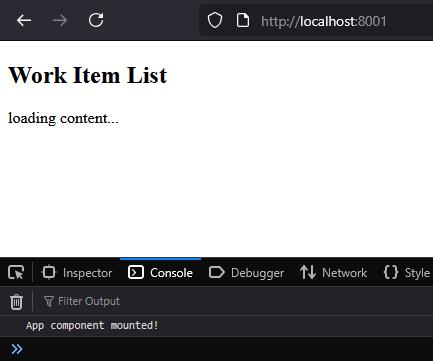 http://localhost:8001
Work Item List
loading content...
Inspector Console Debugger Network Style
Filter Output
App component mounted!